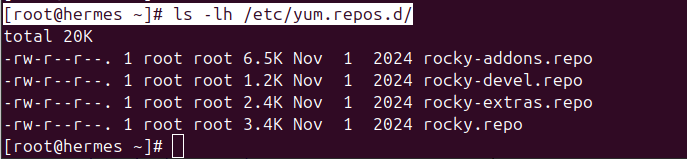 [root@hermes ~]# ls -lh /etc/yum.repos.d/
total 20K
-rw-r--r--. 1 root root 6.5K Nov  1  2024 rocky-addons.repo
-rw-r--r--. 1 root root 1.2K Nov  1  2024 rocky-devel.repo
-rw-r--r--. 1 root root 2.4K Nov  1  2024 rocky-extras.repo
-rw-r--r--. 1 root root 3.4K Nov  1  2024 rocky.repo
[root@hermes ~]#